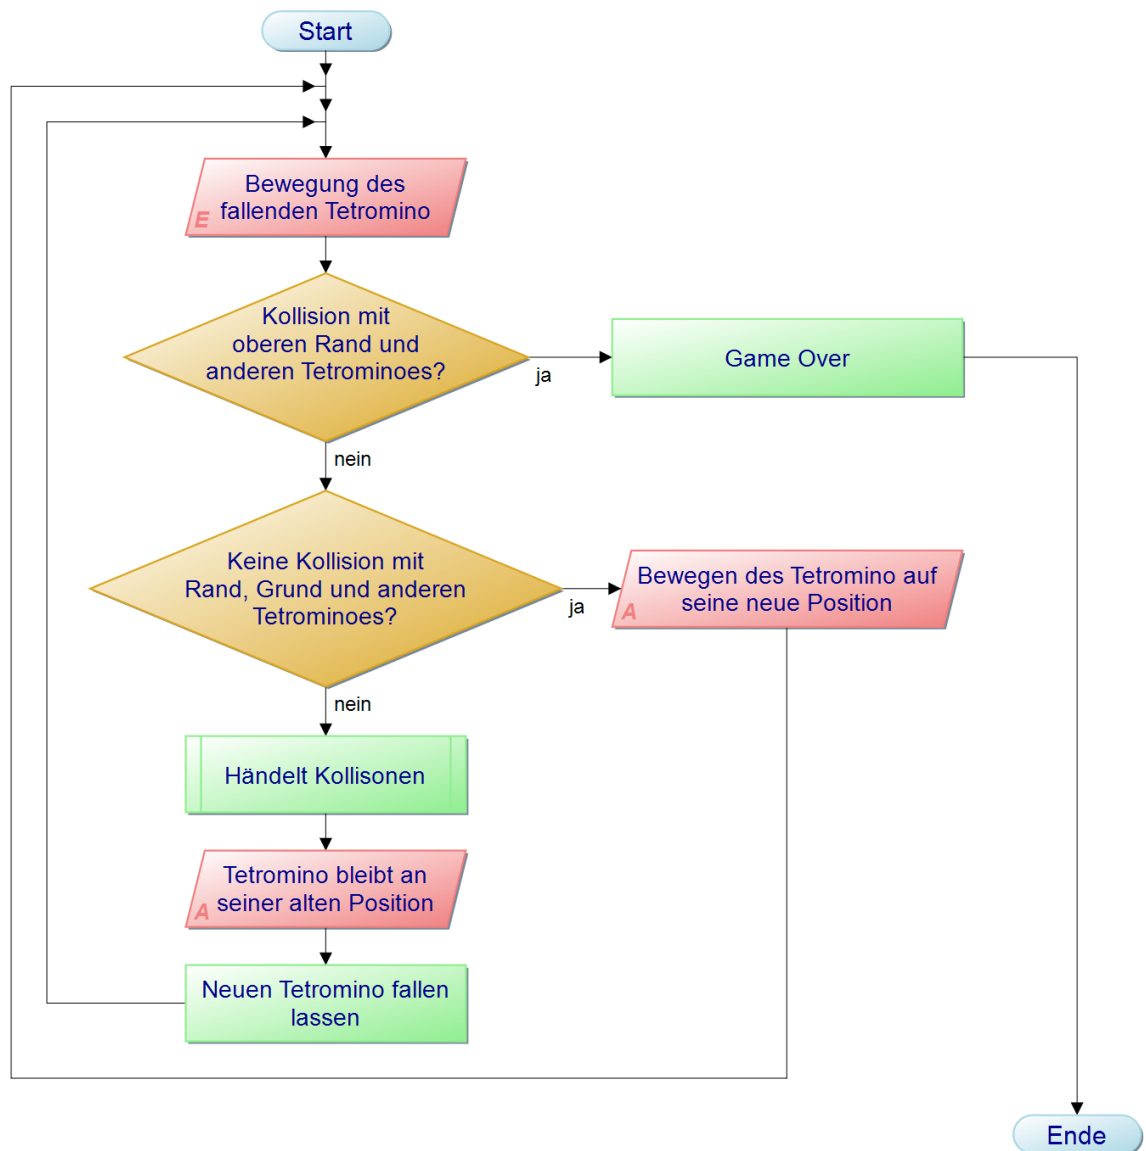 Start
Bewegung des
fallenden Tetromino
E
Kollision mit
oberen Rand und
anderen Tetrominoes?
ja
Game Over
nein
Keine Kollision mit
Rand, Grund und anderen
Tetrominoes?
ja
Bewegen des Tetromino auf
seine neue Position
A
nein
Händelt Kollisonen
Tetromino bleibt an
seiner alten Position
A
Neuen Tetromino fallen
lassen
Ende